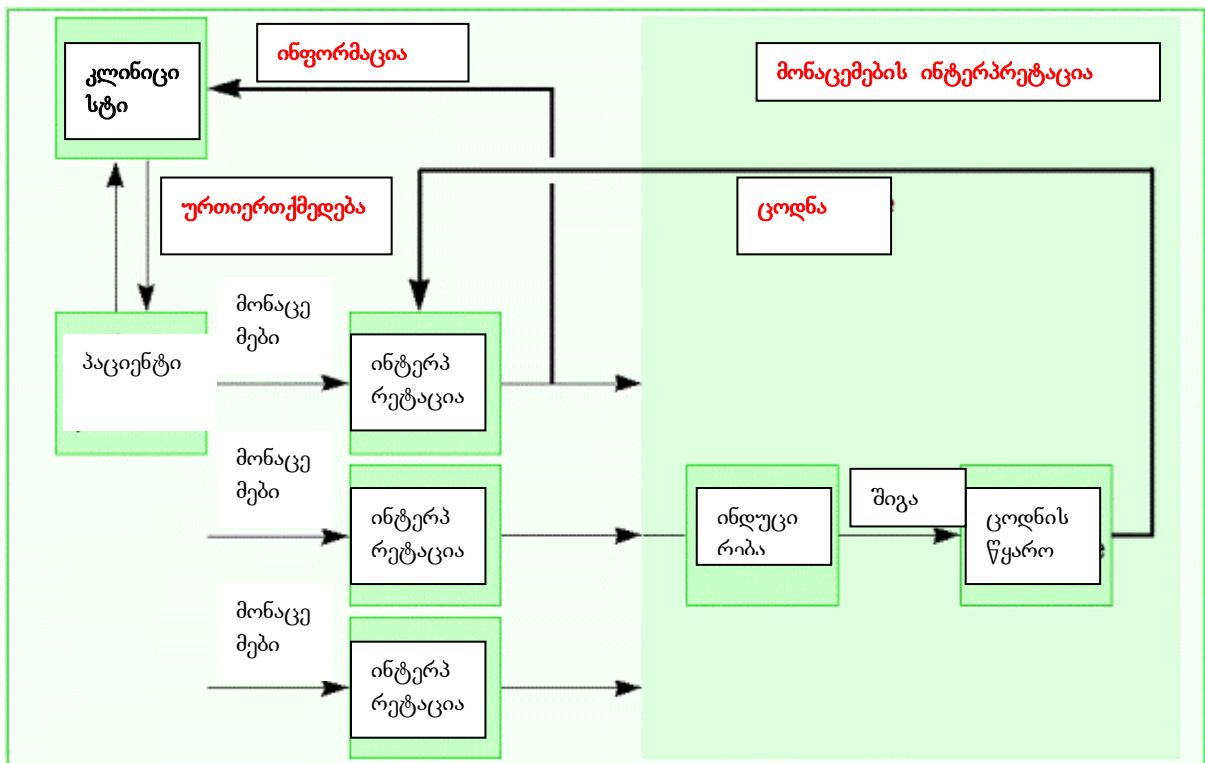 ინფორმაცია
კლინიცი
სტი
მონაცემების ინტერპრეტაცია
ურთიერთქმედება
ცოდნა
მონაცე
მები
პაციენტი
ინტერპ
რეტაცია
მონაცე
მები
ინტერპ
რეტაცია
ინდუცი
რება
შიგა
ცოდნის
წყარო
მონაცე
მები
ინტერპ
რეტაცია